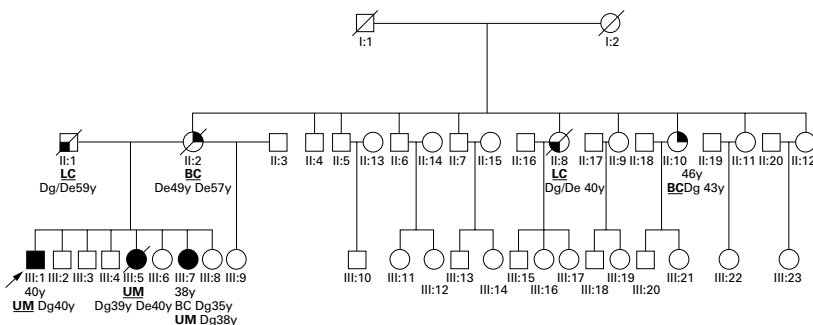 I:1 I:2
II:1 II:2 II:3 II:4 II:5 II:13 II:6 II:14 II:7 II:15 II:16 II:8 II:17 II:9 II:18 II:10 II:19 II:11 II:20 II:12
LC BC LC 46y
Dg/De59y De49y De57y Dg/De 40y BCDg 43y
III:1 III:2 III:3 III:4 III:5 III:6 III:7 III:8 III:9 III:10 III:11 III:12 III:13 III:14 III:15 III:16 III:17 III:18 III:19 III:20 III:21 III:22 III:23
40y UM 38y
UM Dg40y Dg39y De40y BC Dg35y
UM Dg38y